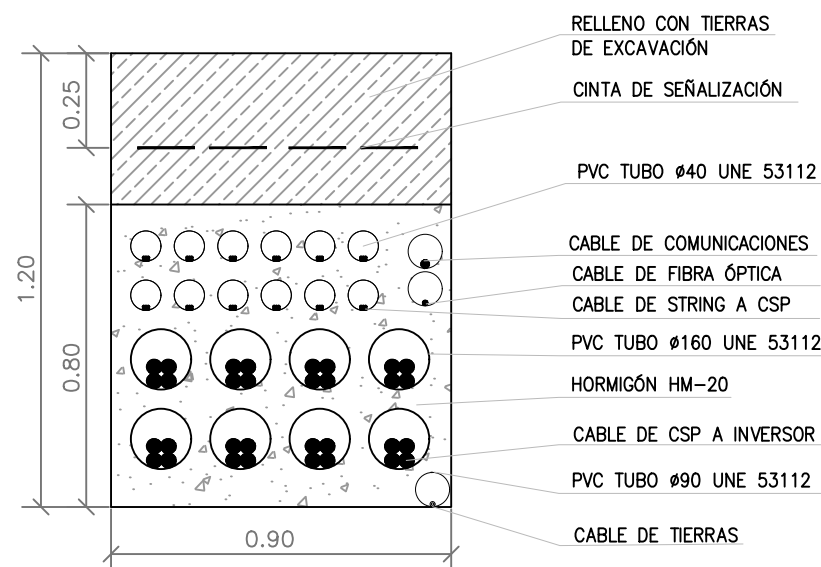 RELLENO CON TIERRAS
DE EXCAVACIÓN
CINTA DE SEÑALIZACIÓN
PVC TUBO ø40 UNE 53112
CABLE DE COMUNICACIONES
CABLE DE FIBRA ÓPTICA
CABLE DE STRING A CSP
PVC TUBO ø160 UNE 53112
HORMIGÓN HM-20
CABLE DE CSP A INVERSOR
PVC TUBO ø90 UNE 53112
CABLE DE TIERRAS
0.25
1.20
0.80
0.90